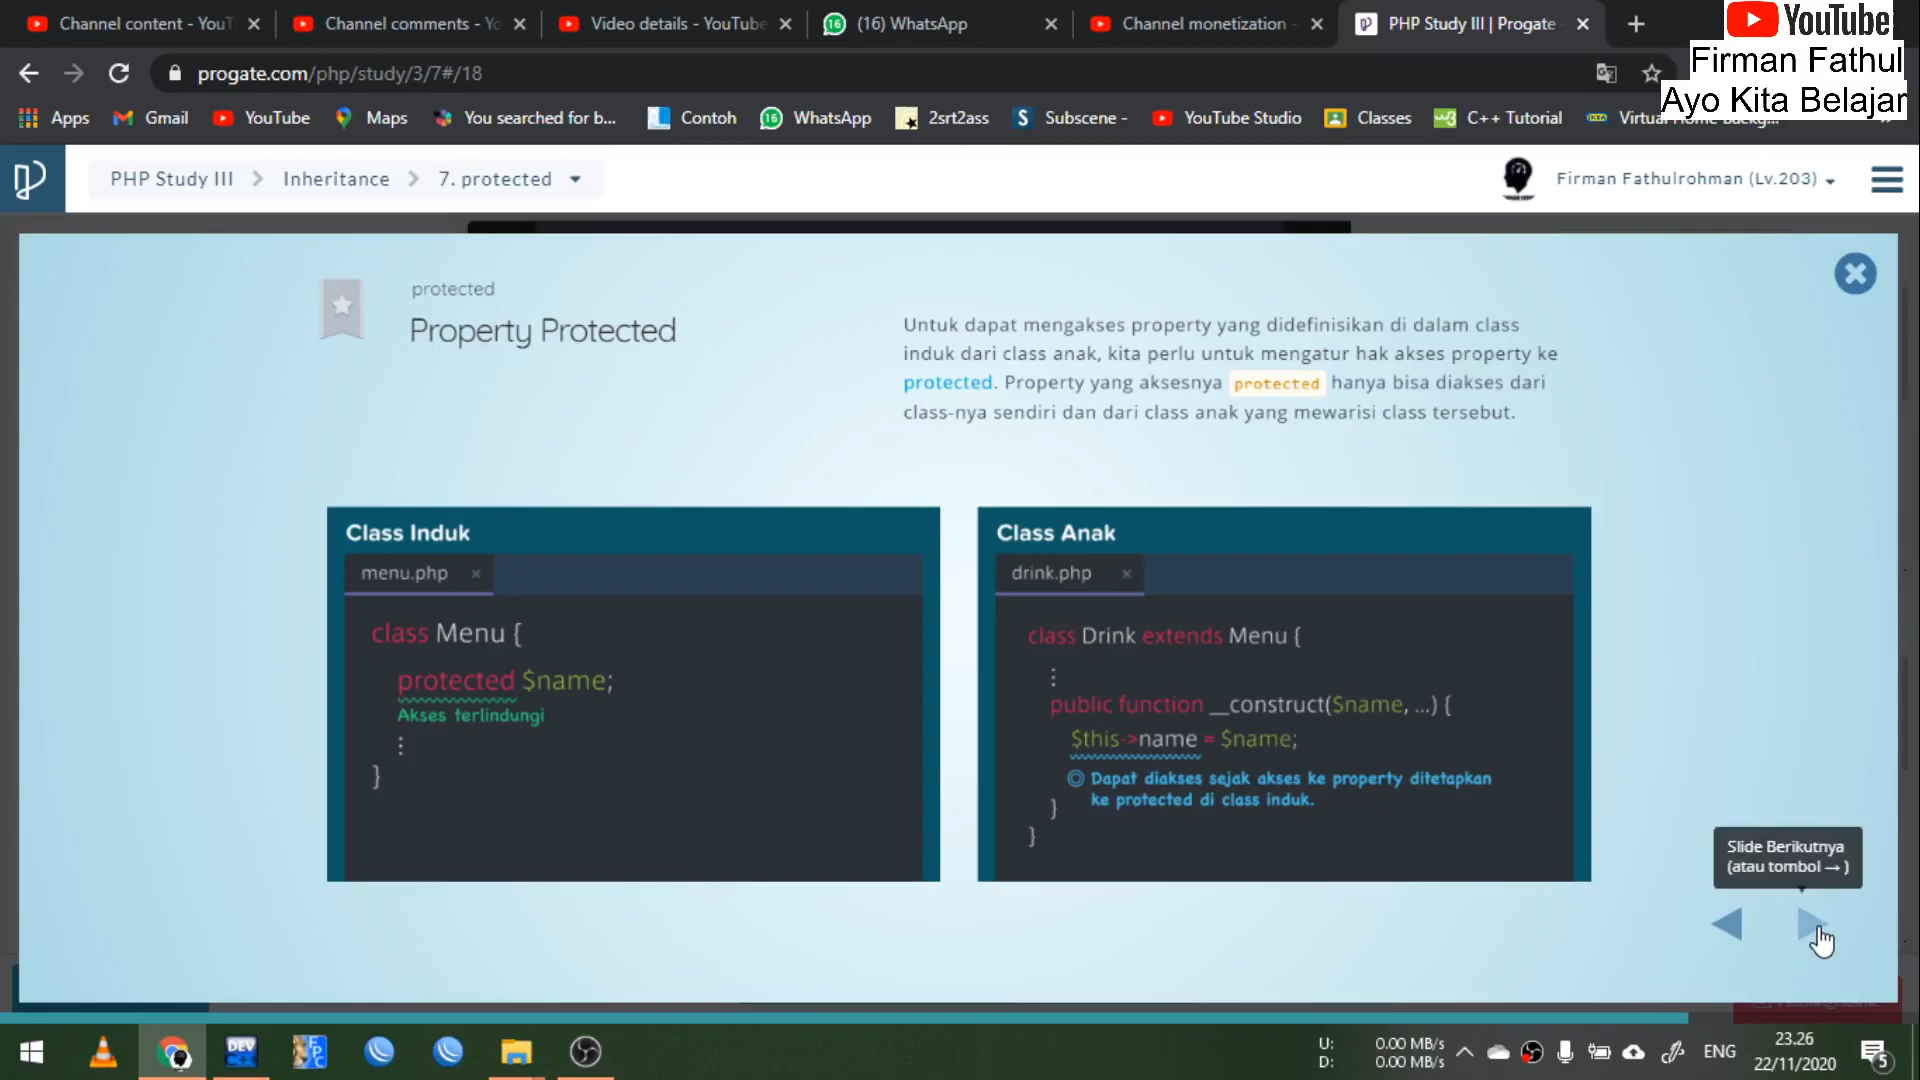 Channel content - YouT
Channel comments - Yo
Video details - YouTube
(16) WhatsApp
Channel monetization -
PHP Study III | Progate
YouTube
Firman Fathul
Ayo Kita Belajar
progate.com/php/study/3/7#/18
Apps
Gmail
YouTube
Maps
You searched for b...
Contoh
WhatsApp
2srt2ass
Subscene -
YouTube Studio
Classes
C++ Tutorial
PHP Study III
Inheritance
7. protected
Firman Fathulrohman (Lv.203)
protected
Property Protected
Untuk dapat mengakses property yang didefinisikan di dalam class
induk dari class anak, kita perlu untuk mengatur hak akses property ke
protected. Property yang aksesnya protected hanya bisa diakses dari
class-nya sendiri dan dari class anak yang mewarisi class tersebut.
Class Induk
menu.php
class Menu {
protected $name;
Akses terlindungi
⋮
}
Class Anak
drink.php
class Drink extends Menu {
⋮
public function __construct($name, ...) {
$this->name = $name;
◎ Dapat diakses sejak akses ke property ditetapkan
ke protected di class induk.
}
}
Slide Berikutnya
(atau tombol → )
DEV
FPC
U: 0.00 MB/s
D: 0.00 MB/s
ENG
23.26
22/11/2020
5